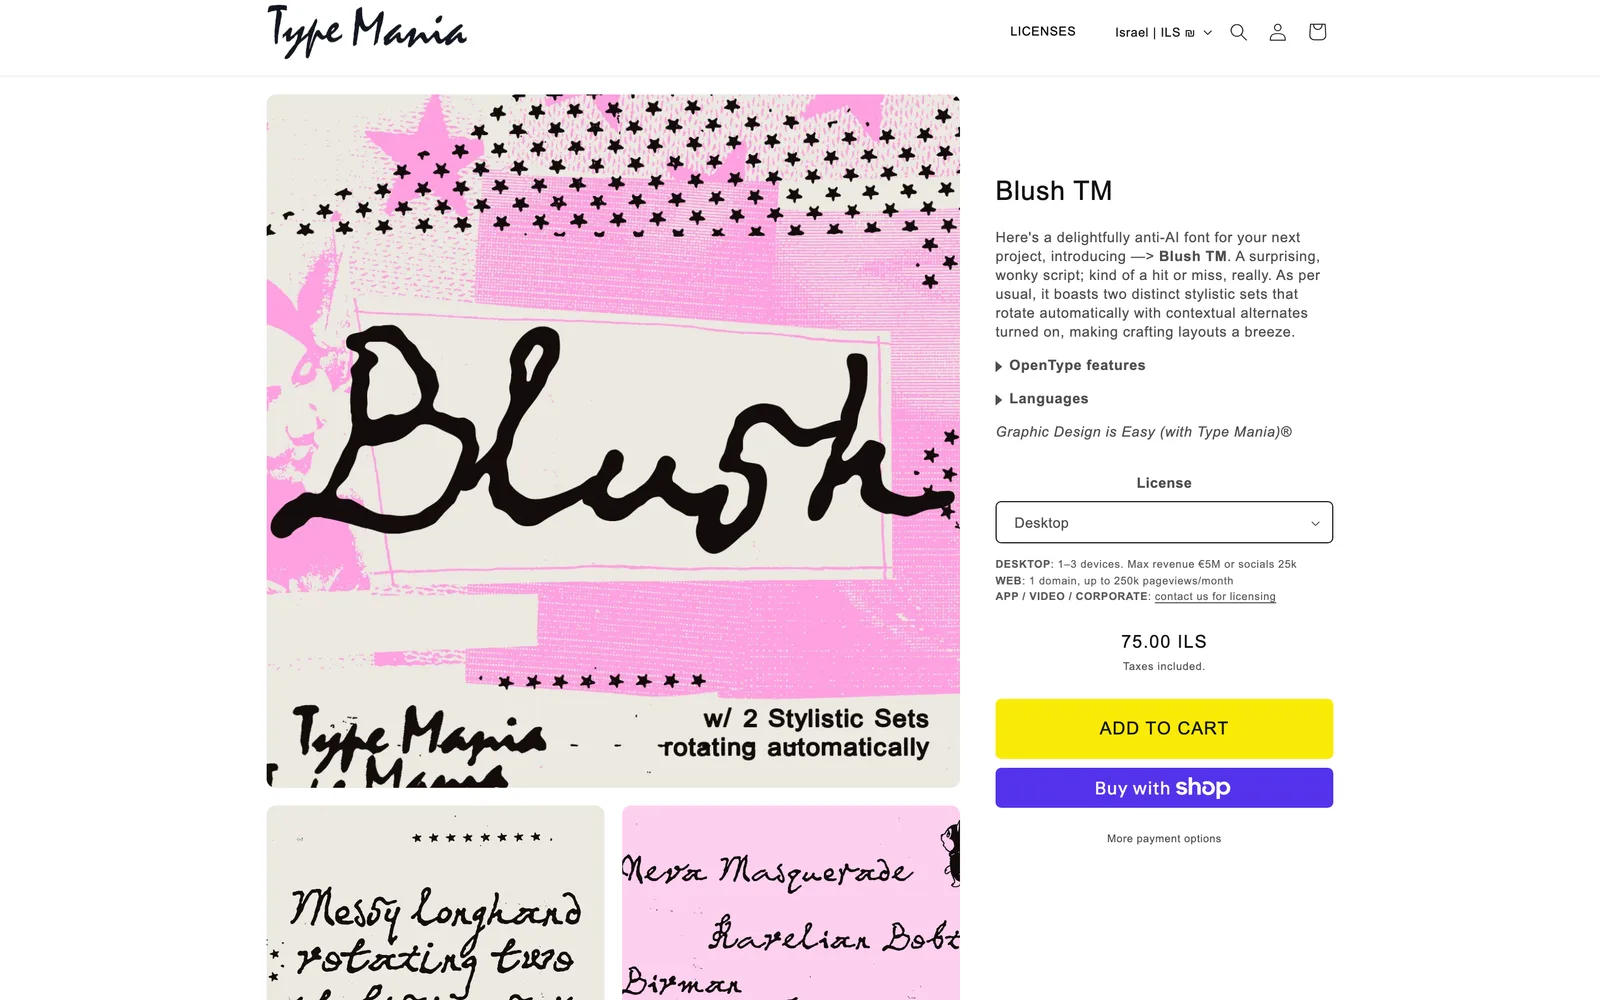 Type Mania
LICENSES
Israel | ILS ₪
Blush
Type Mania
w/ 2 Stylistic Sets
rotating automatically
Blush TM
Here's a delightfully anti-AI font for your next
project, introducing —> Blush TM. A surprising,
wonky script; kind of a hit or miss, really. As per
usual, it boasts two distinct stylistic sets that
rotate automatically with contextual alternates
turned on, making crafting layouts a breeze.
OpenType features
Languages
Graphic Design is Easy (with Type Mania)®
License
Desktop
DESKTOP: 1–3 devices. Max revenue €5M or socials 25k
WEB: 1 domain, up to 250k pageviews/month
APP / VIDEO / CORPORATE: contact us for licensing
75.00 ILS
Taxes included.
ADD TO CART
Buy with shop
More payment options
Messy longhand
rotating two
Neva Masquerade
Karelian Bobt
Birman